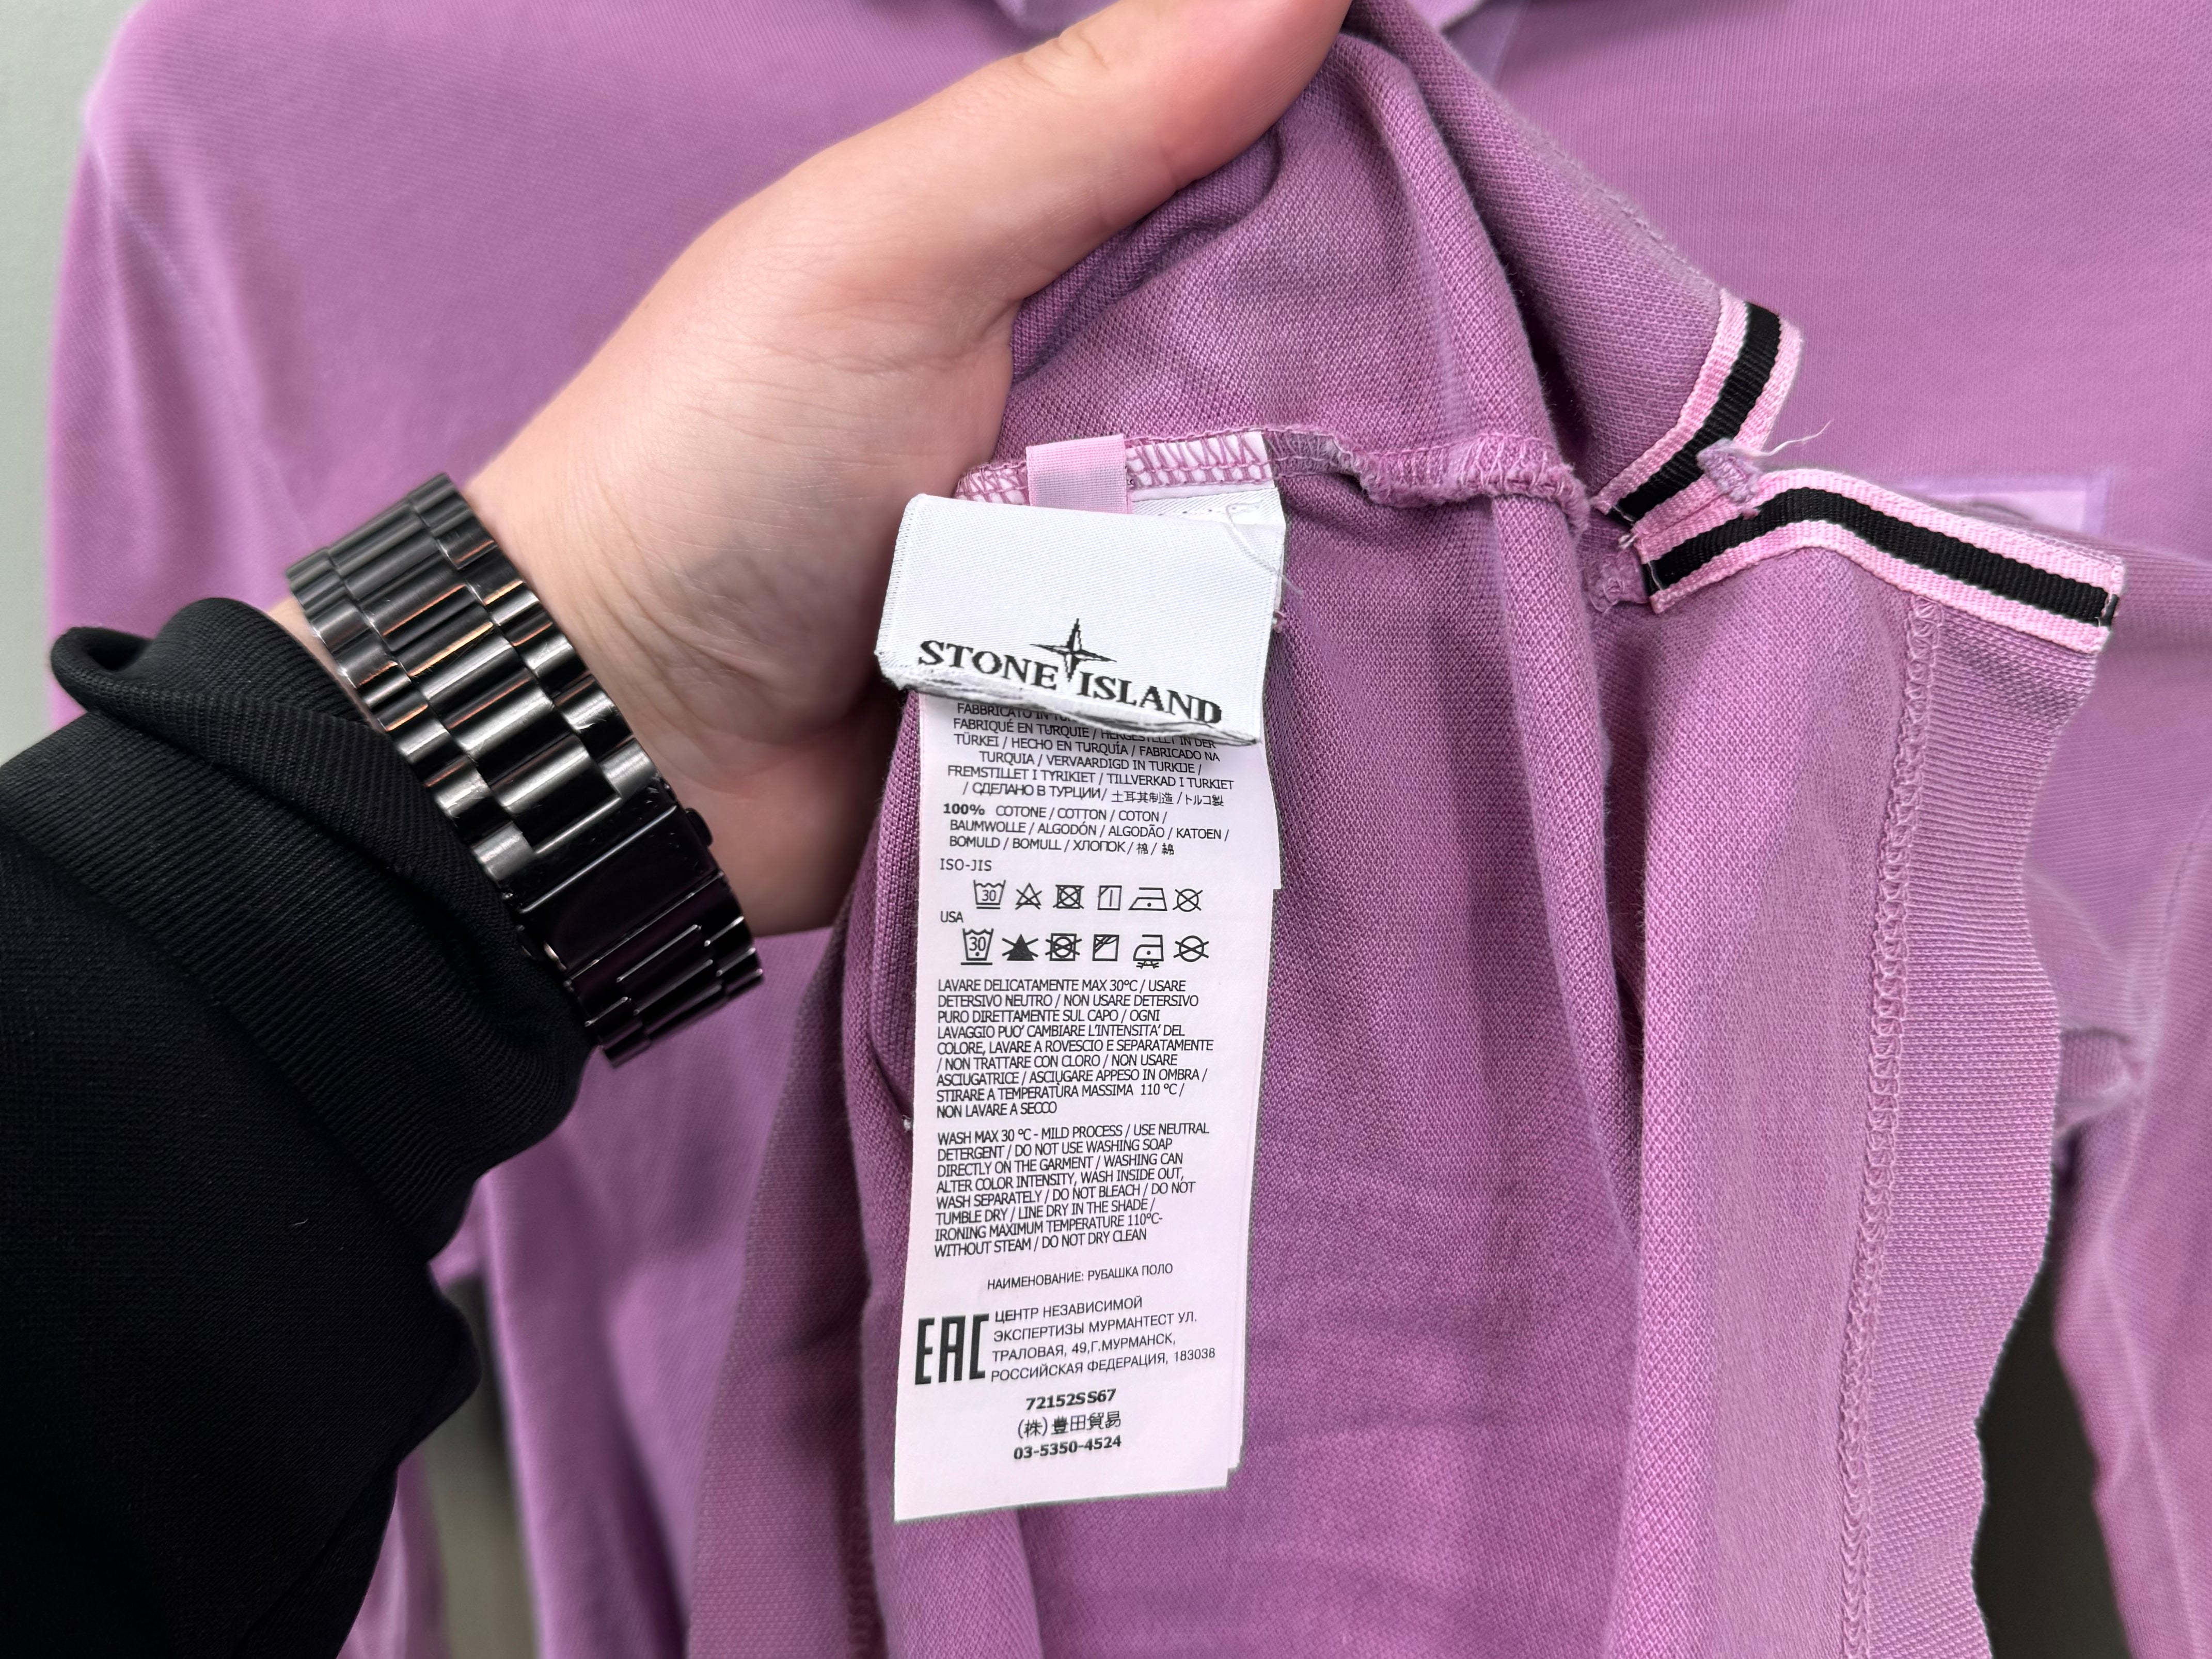 STONE ISLAND
FABBRICATO IN
FABRIQUÉ EN TURQUIE / HERGESTELLT IN DER
TÜRKEI / HECHO EN TURQUÍA / FABRICADO NA
TURQUIA / VERVAARDIGD IN TURKIJE /
FREMSTILLET I TYRKIET / TILLVERKAD I TURKIET
/ СДЕЛАНО В ТУРЦИИ / 土耳其制造 / トルコ製
100% COTONE / COTTON / COTON /
BAUMWOLLE / ALGODÓN / ALGODÃO / KATOEN /
BOMULD / BOMULL / ХЛОПОК / 棉 / 綿
ISO-JIS
30
USA
30
LAVARE DELICATAMENTE MAX 30°C / USARE
DETERSIVO NEUTRO / NON USARE DETERSIVO
PURO DIRETTAMENTE SUL CAPO / OGNI
LAVAGGIO PUO' CAMBIARE L'INTENSITA' DEL
COLORE, LAVARE A ROVESCIO E SEPARATAMENTE
/ NON TRATTARE CON CLORO / NON USARE
ASCIUGATRICE / ASCIUGARE APPESO IN OMBRA /
STIRARE A TEMPERATURA MASSIMA 110 °C /
NON LAVARE A SECCO
WASH MAX 30 °C - MILD PROCESS / USE NEUTRAL
DETERGENT / DO NOT USE WASHING SOAP
DIRECTLY ON THE GARMENT / WASHING CAN
ALTER COLOR INTENSITY, WASH INSIDE OUT,
WASH SEPARATELY / DO NOT BLEACH / DO NOT
TUMBLE DRY / LINE DRY IN THE SHADE /
IRONING MAXIMUM TEMPERATURE 110°C-
WITHOUT STEAM / DO NOT DRY CLEAN
НАИМЕНОВАНИЕ: РУБАШКА ПОЛО
EAC
ЦЕНТР НЕЗАВИСИМОЙ
ЭКСПЕРТИЗЫ МУРМАНТЕСТ УЛ.
ТРАЛОВАЯ, 49,Г.МУРМАНСК,
РОССИЙСКАЯ ФЕДЕРАЦИЯ, 183038
72152SS67
(株)豊田貿易
03-5350-4524